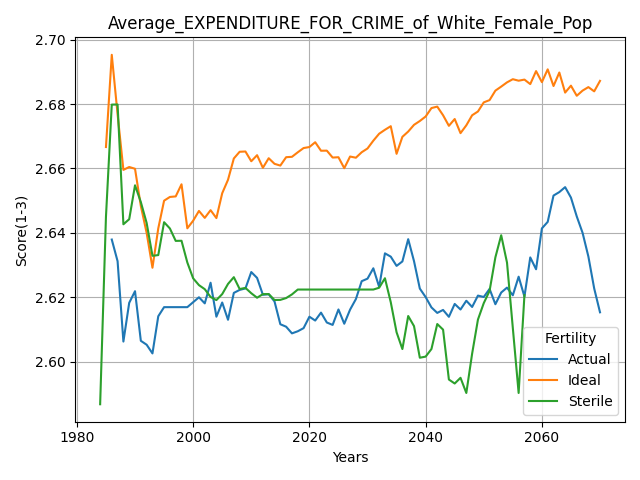 Average_EXPENDITURE_FOR_CRIME_of_White_Female_Pop
Score(1-3)
2.70
2.68
2.66
2.64
2.62
2.60
1980 2000 2020 2040 2060
Years
Fertility
Actual
Ideal
Sterile